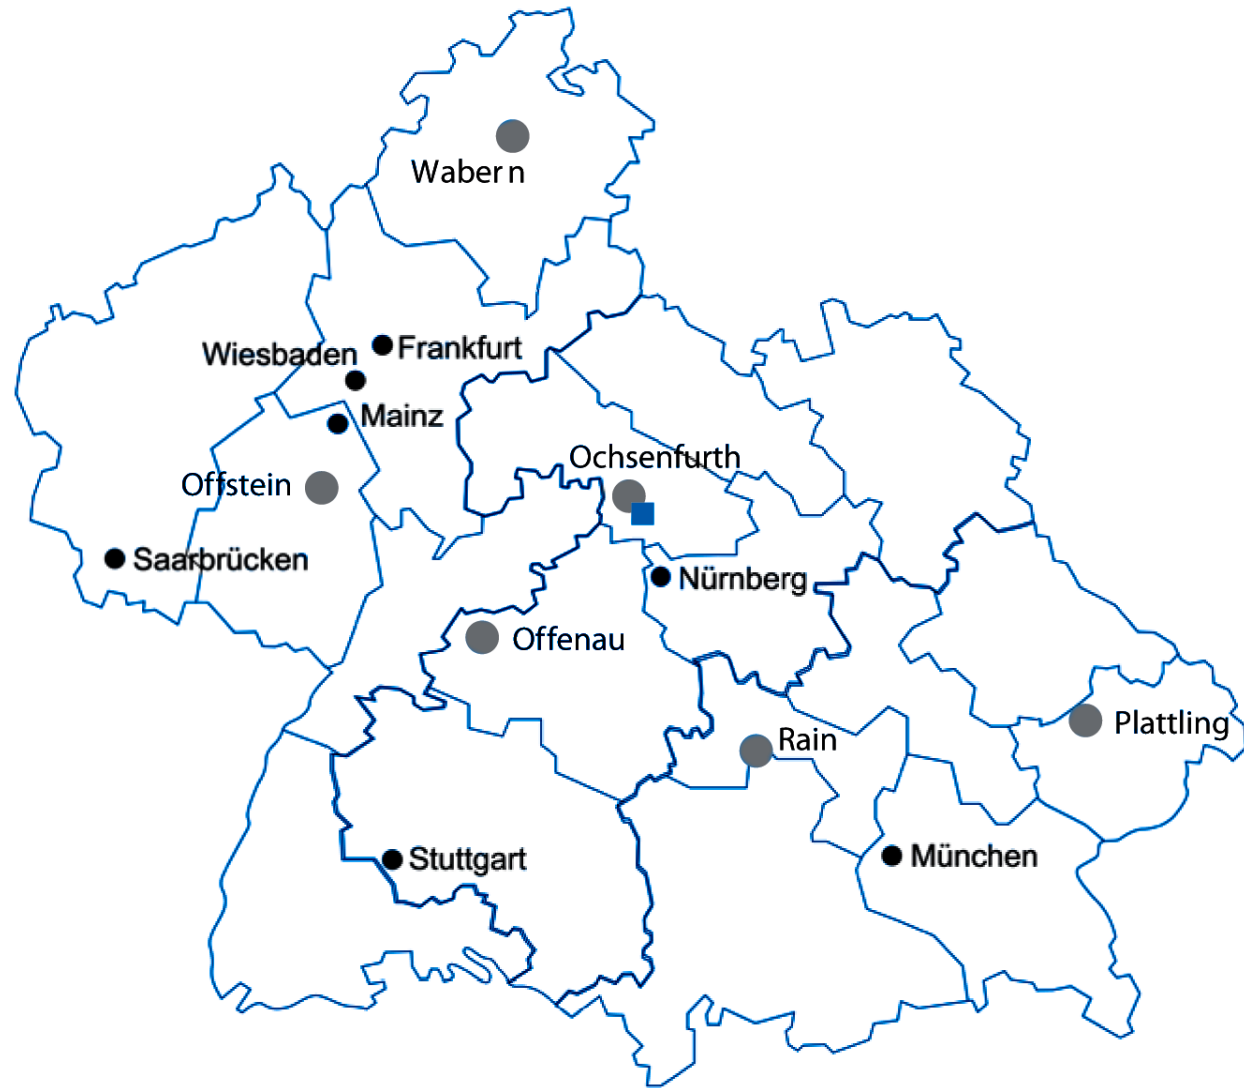 Wabern
Wiesbaden
Frankfurt
Mainz
Ochsenfurth
Offstein
Saarbrücken
Nürnberg
Offenau
Plattling
Rain
München
Stuttgart